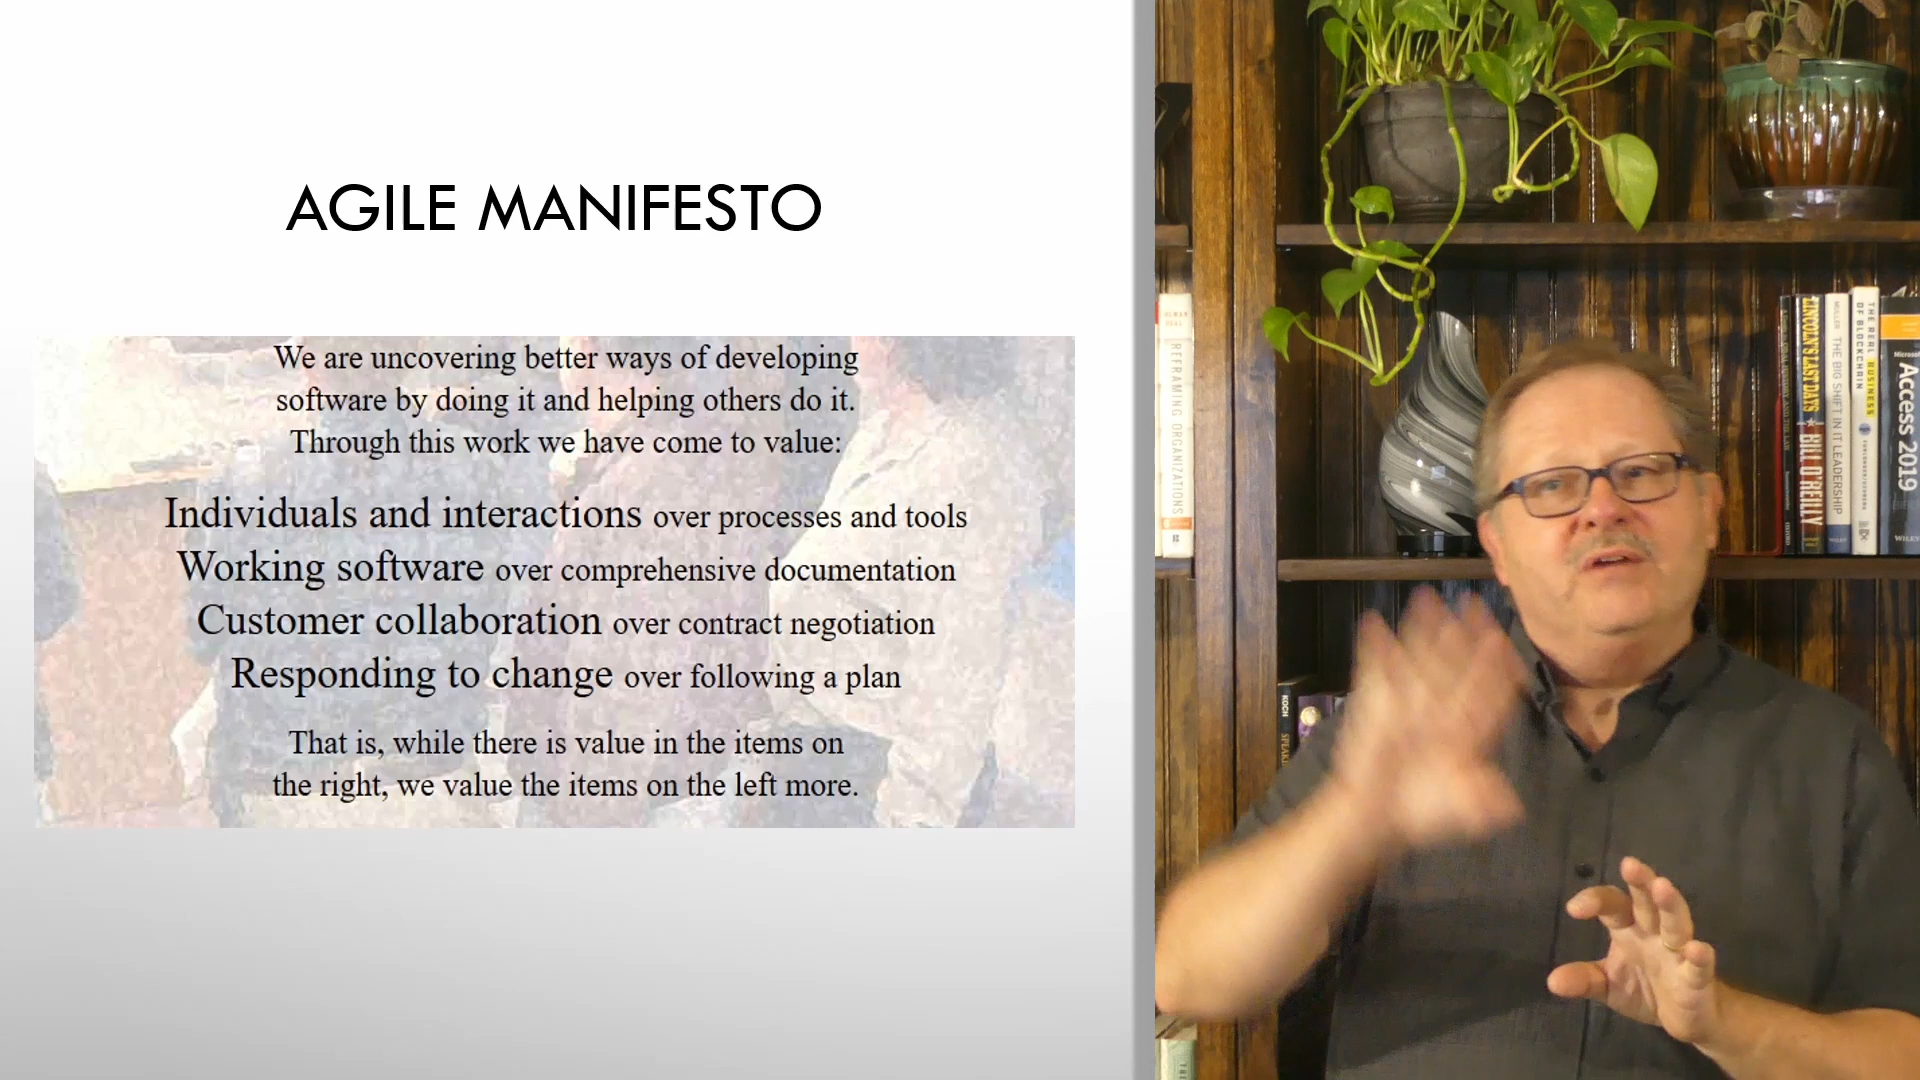 AGILE MANIFESTO
We are uncovering better ways of developing
software by doing it and helping others do it.
Through this work we have come to value:
Individuals and interactions over processes and tools
Working software over comprehensive documentation
Customer collaboration over contract negotiation
Responding to change over following a plan
That is, while there is value in the items on
the right, we value the items on the left more.
REFRAMING ORGANIZATIONS
LINCOLN'S LAST DAYS
BILL O'REILLY
THE BIG SHIFT IN IT LEADERSHIP
THE REAL BUSINESS
OF BLOCKCHAIN
Access 2019
WILEY
KOCH